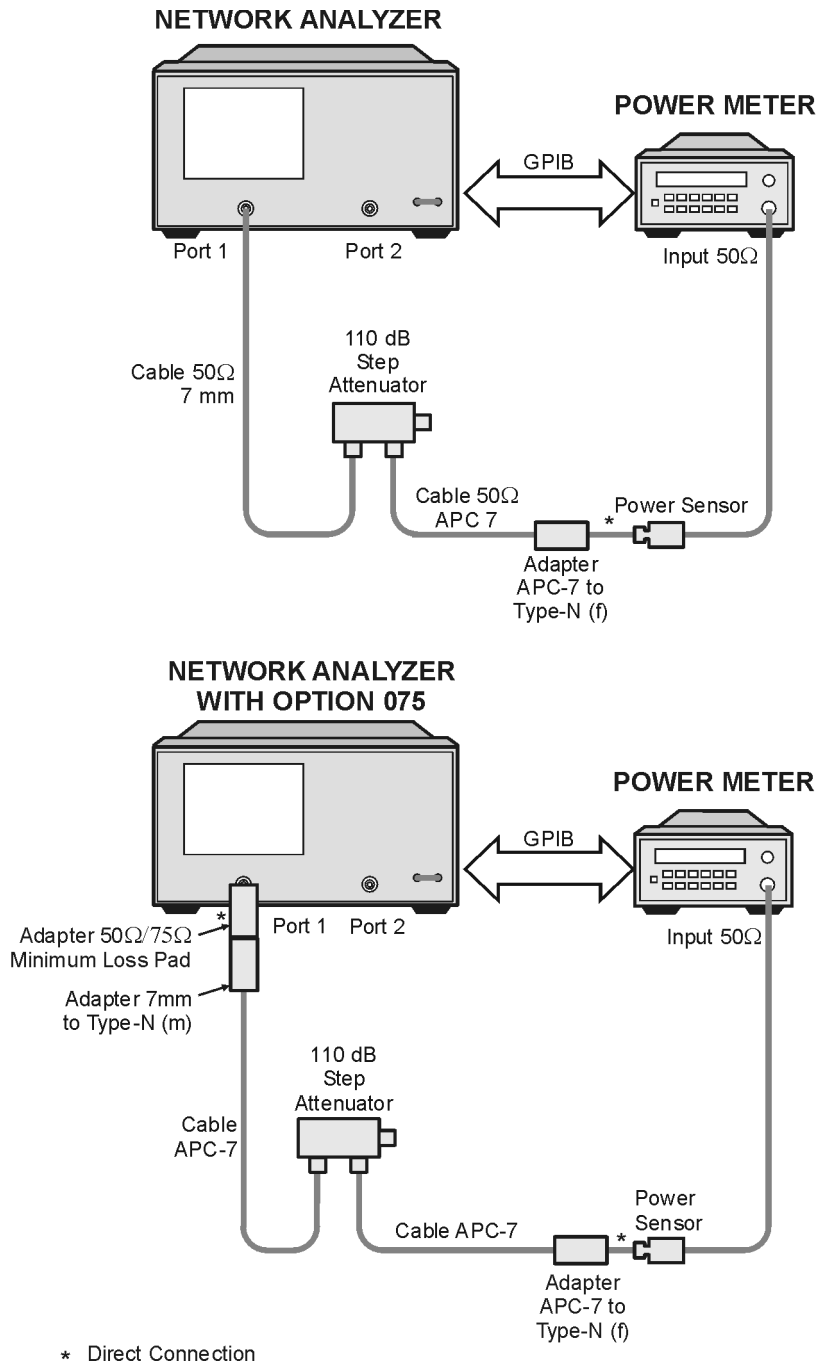 NETWORK ANALYZER
POWER METER
GPIB
Port 1
Port 2
Input 50Ω
110 dB
Step
Attenuator
Cable 50Ω
7 mm
Cable 50Ω
APC 7
*
Power Sensor
Adapter
APC-7 to
Type-N (f)
NETWORK ANALYZER
WITH OPTION 075
POWER METER
GPIB
*
Port 1
Port 2
Input 50Ω
Adapter 50Ω/75Ω
Minimum Loss Pad
Adapter 7mm
to Type-N (m)
110 dB
Step
Attenuator
Cable
APC-7
Power
Sensor
Cable APC-7
*
Adapter
APC-7 to
Type-N (f)
* Direct Connection